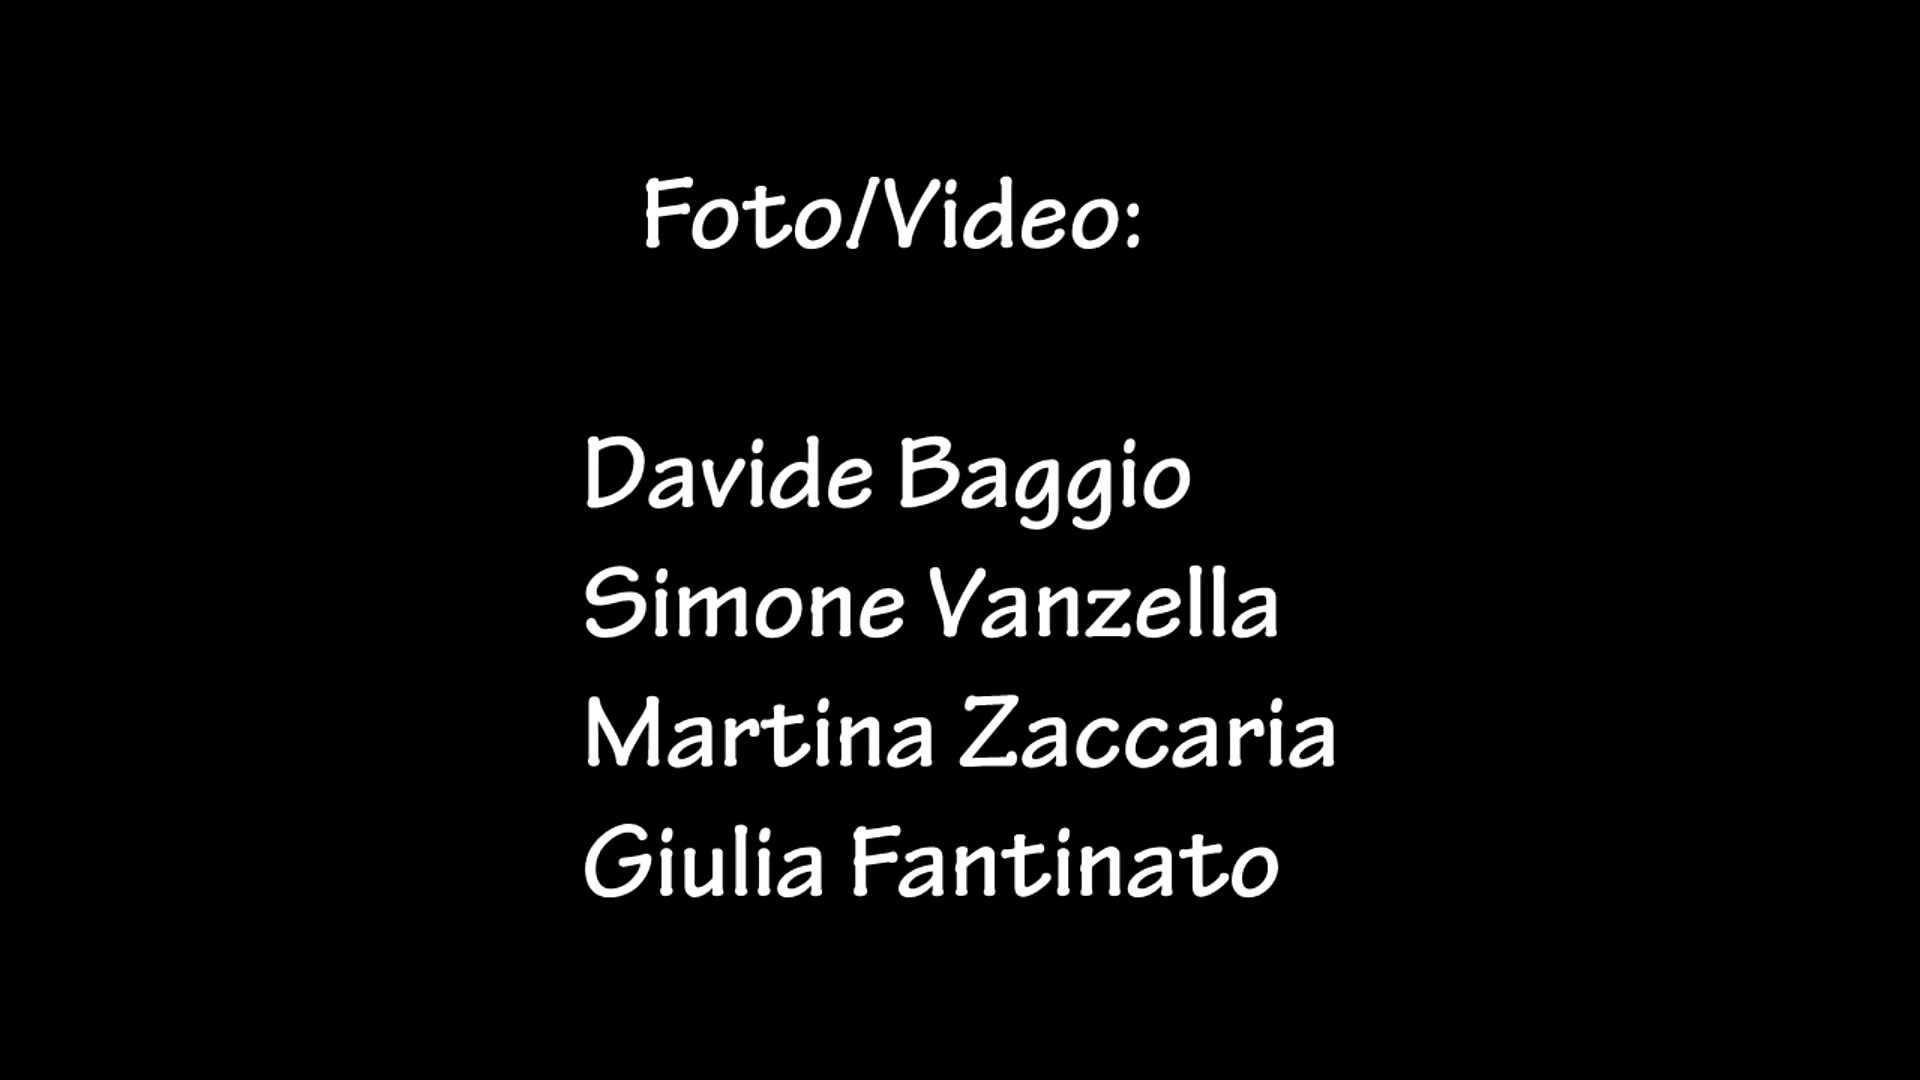 Foto/Video:
Davide Baggio
Simone Vanzella
Martina Zaccaria
Giulia Fantinato